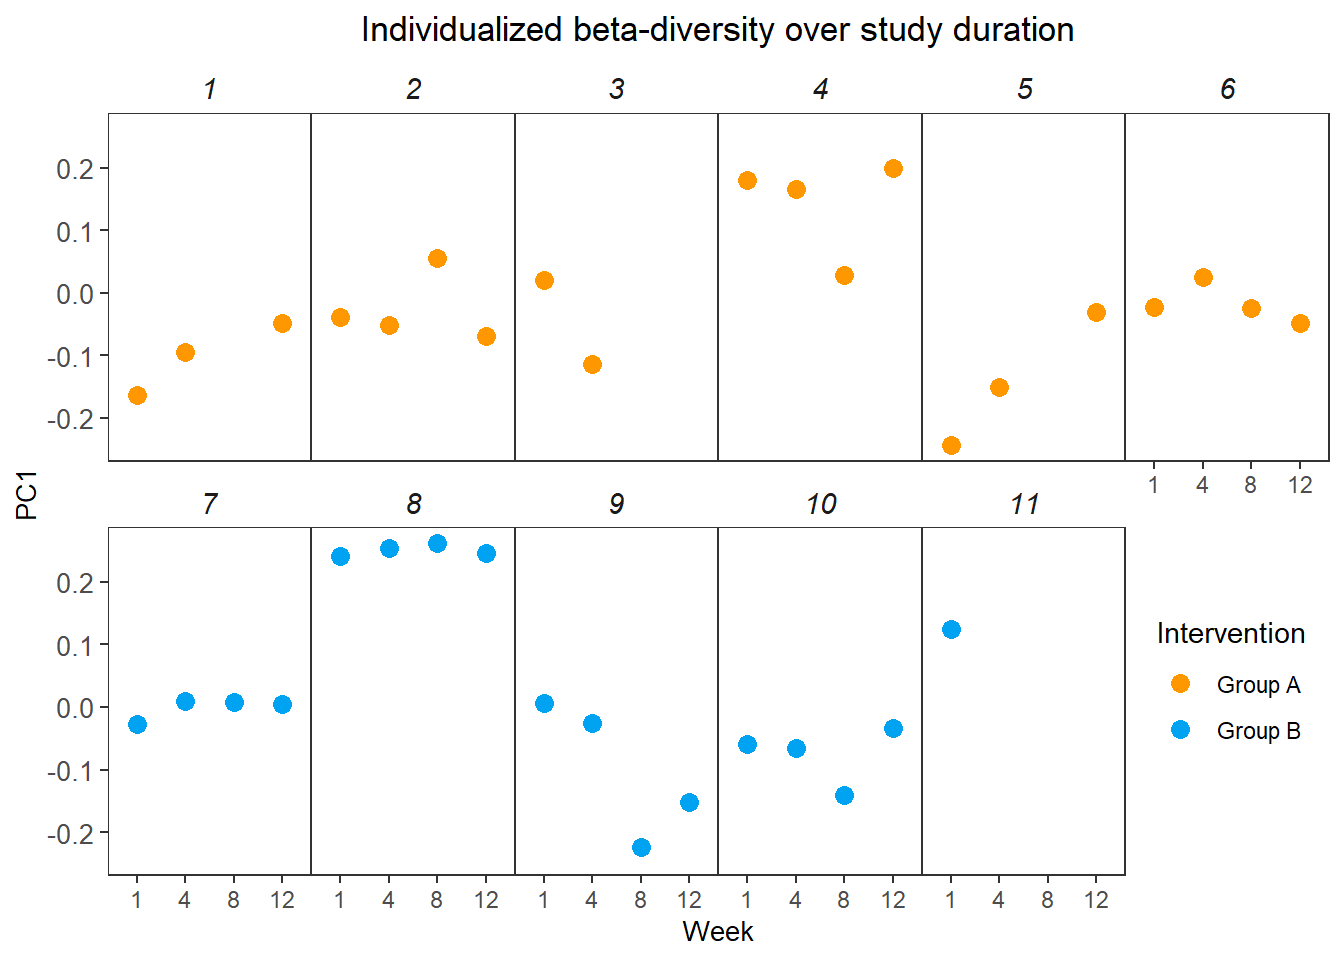 Individualized beta-diversity over study duration
1 2 3 4 5 6
0.2
0.1
0.0
-0.1
-0.2
1 4 8 12
PC1
7 8 9 10 11
0.2
0.1
0.0
-0.1
-0.2
1 4 8 12 1 4 8 12 1 4 8 12 1 4 8 12 1 4 8 12
Week
Intervention
Group A
Group B